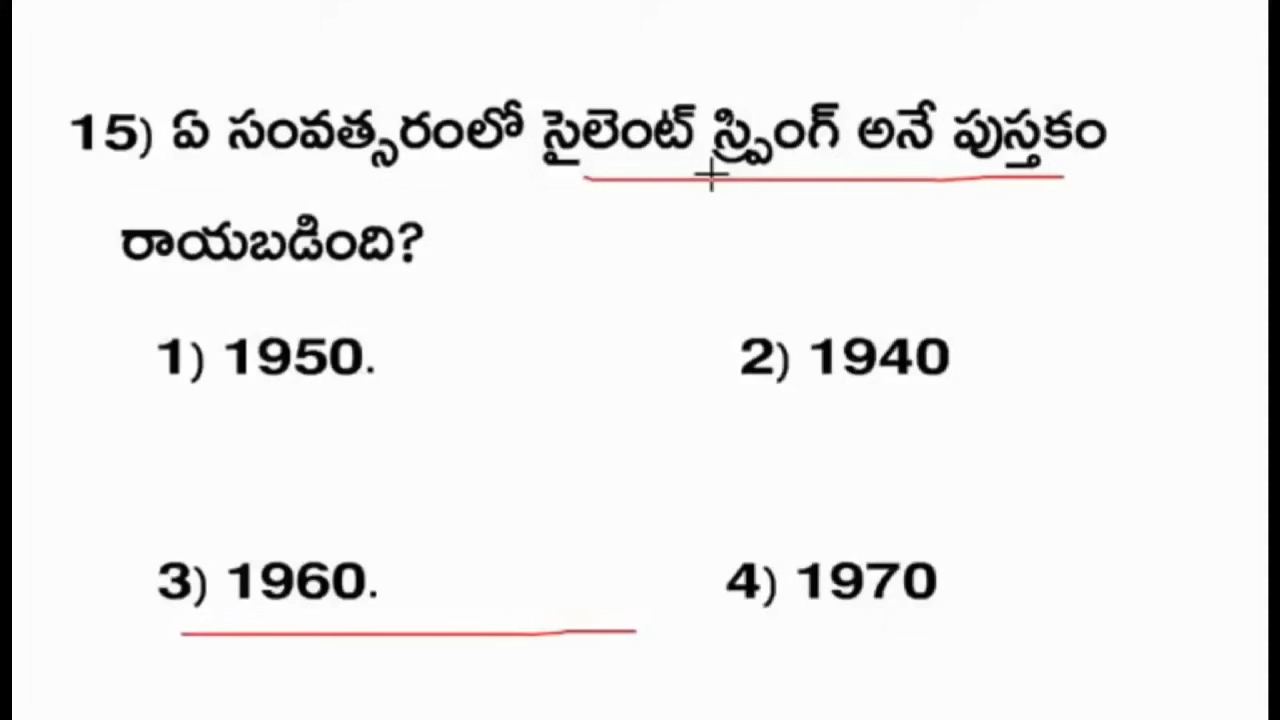 15) ఏ సంవత్సరంలో సైలెంట్ స్ప్రింగ్ అనే పుస్తకం
రాయబడింది?
1) 1950. 2) 1940
3) 1960. 4) 1970